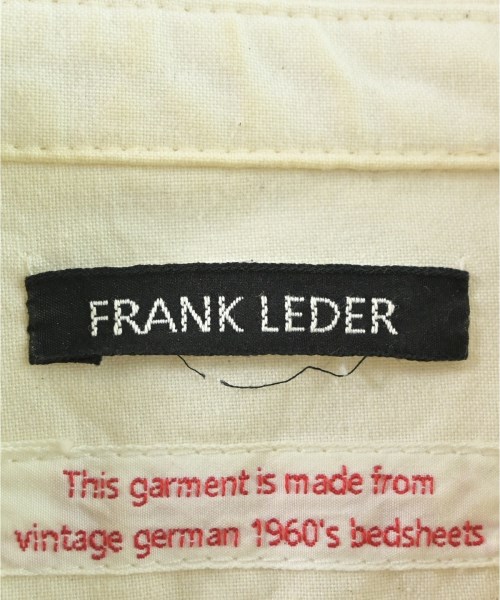 FRANK LEDER
This garment is made from
vintage german 1960's bedsheets